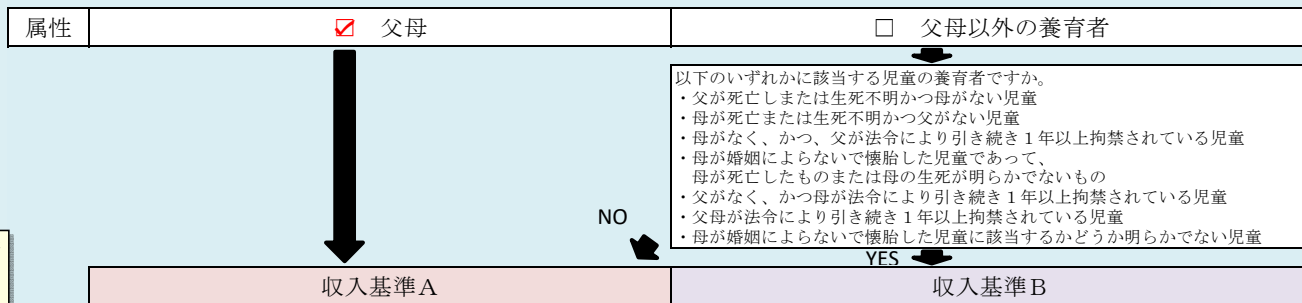 属性 ☑ 父母 □ 父母以外の養育者
以下のいずれかに該当する児童の養育者ですか。
・父が死亡しまたは生死不明かつ母がない児童
・母が死亡または生死不明かつ父がない児童
・母がなく、かつ、父が法令により引き続き１年以上拘禁されている児童
・母が婚姻によらないで懐胎した児童であって、
母が死亡したものまたは母の生死が明らかでないもの
・父がなく、かつ母が法令により引き続き１年以上拘禁されている児童
・父母が法令により引き続き１年以上拘禁されている児童
・母が婚姻によらないで懐胎した児童に該当するかどうか明らかでない児童
NO
YES
収入基準Ａ 収入基準Ｂ